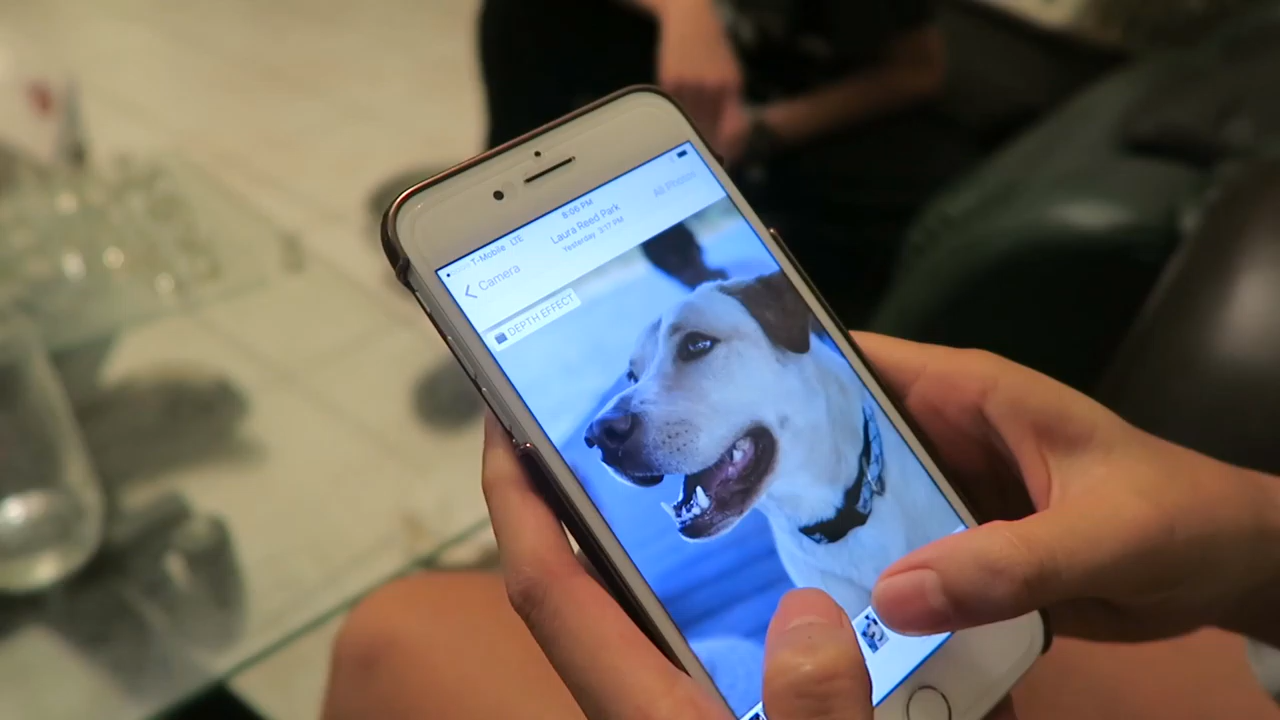 T-Mobile LTE 8:06 PM
Laura Reed Park
Yesterday 3:17 PM
All Photos
Camera
DEPTH EFFECT